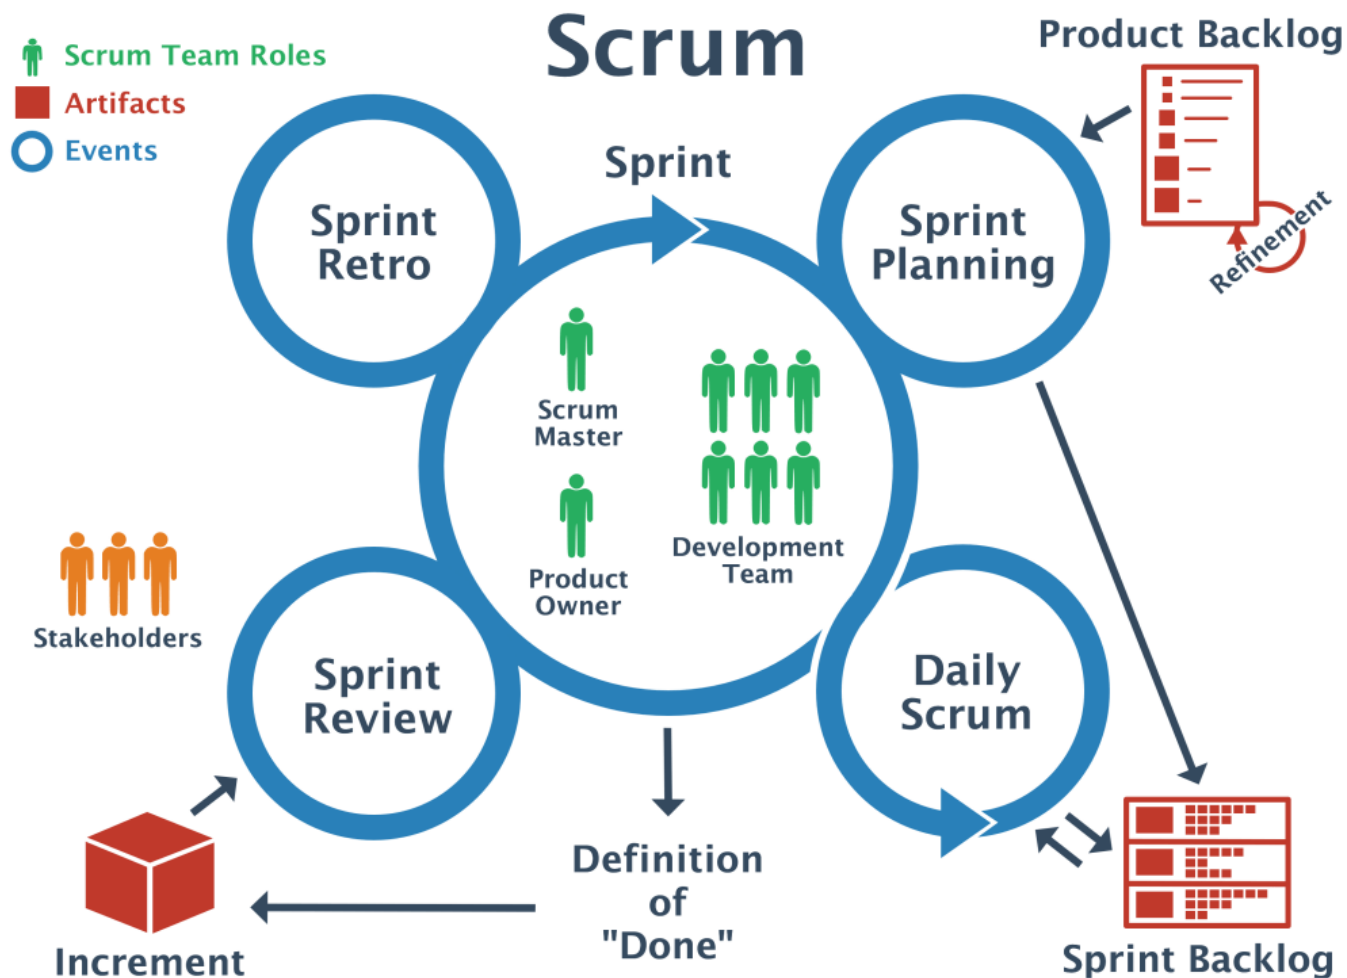 Scrum
Scrum Team Roles
Artifacts
Events
Product Backlog
Refinement
Sprint
Sprint
Retro
Sprint
Planning
Scrum
Master
Product
Owner
Development
Team
Stakeholders
Sprint
Review
Daily
Scrum
Definition
of
"Done"
Increment
Sprint Backlog